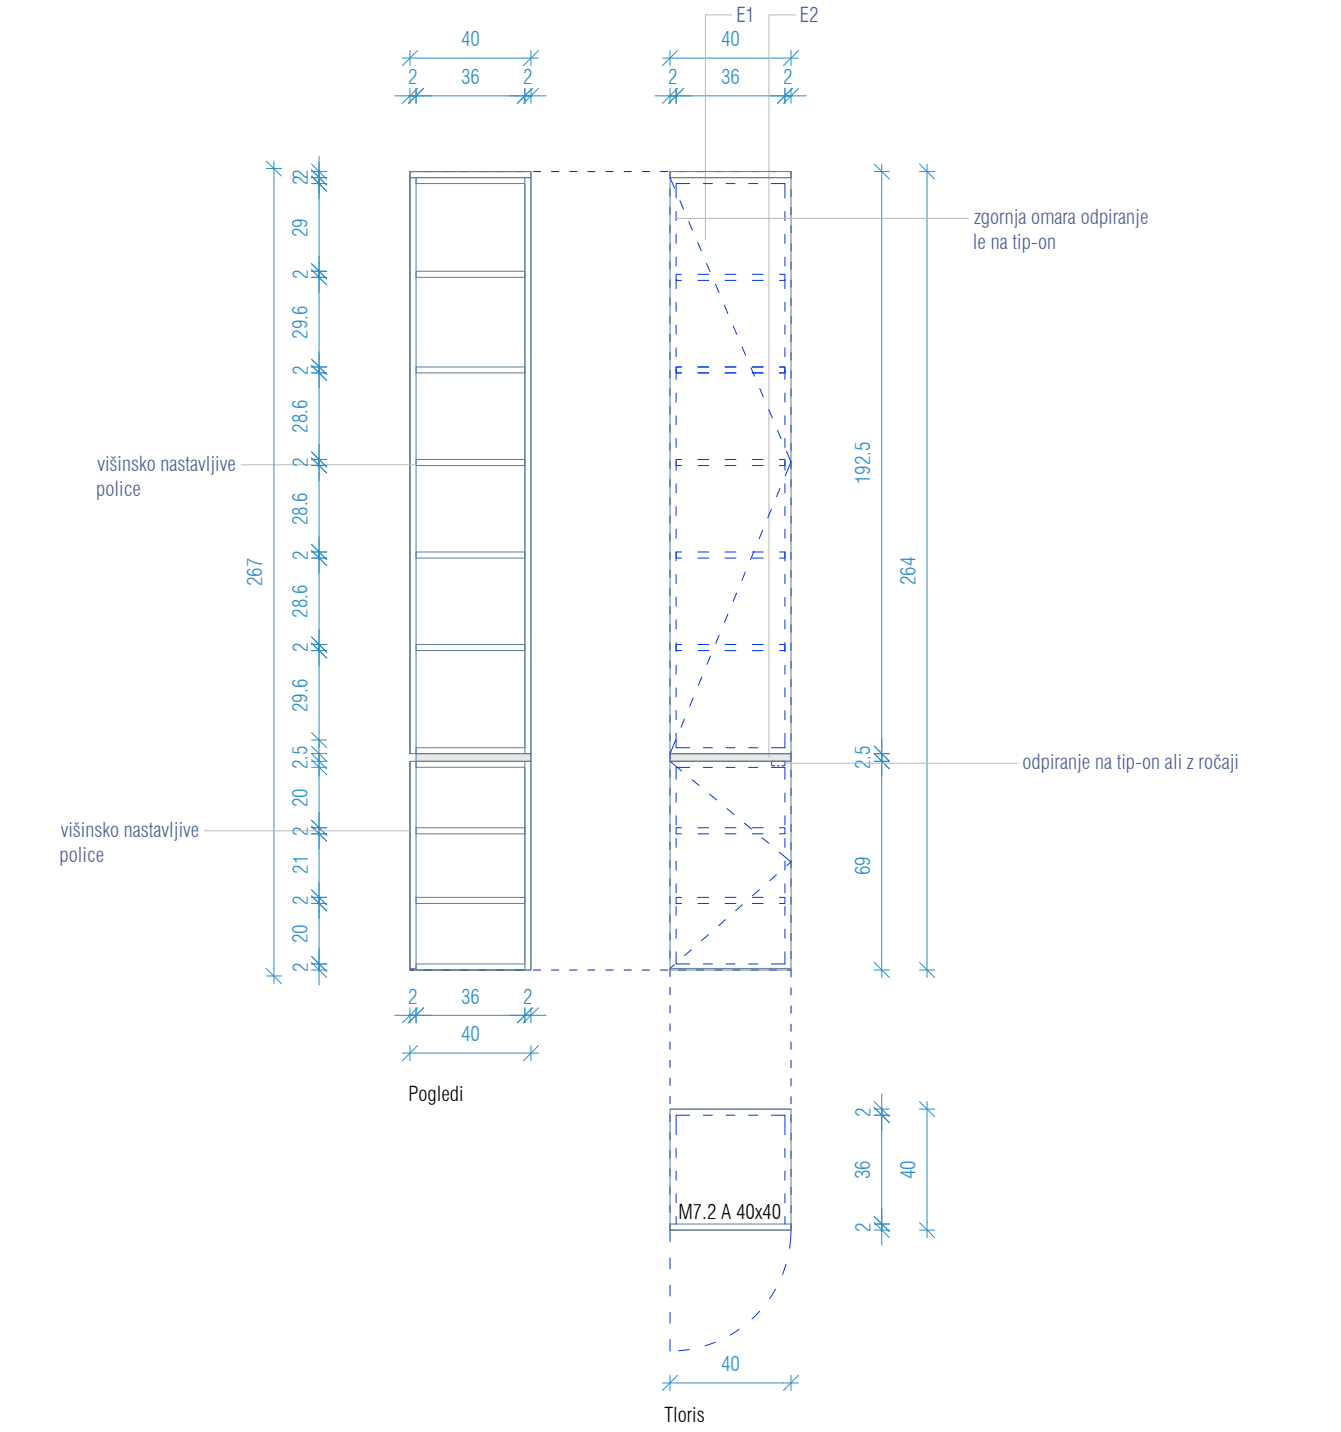 E1
E2
40
40
2 36 2
2 36 2
2 2
29
2
29.6
2
28.6
2
28.6
2
28.6
2
29.6
2.5
20
2
21
2
20
2
267
192.5
2.5
69
264
zgornja omara odpiranje
le na tip-on
višinsko nastavljive
police
odpiranje na tip-on ali z ročaji
višinsko nastavljive
police
2 36 2
40
Pogledi
2
36
2
40
M7.2 A 40x40
40
Tloris